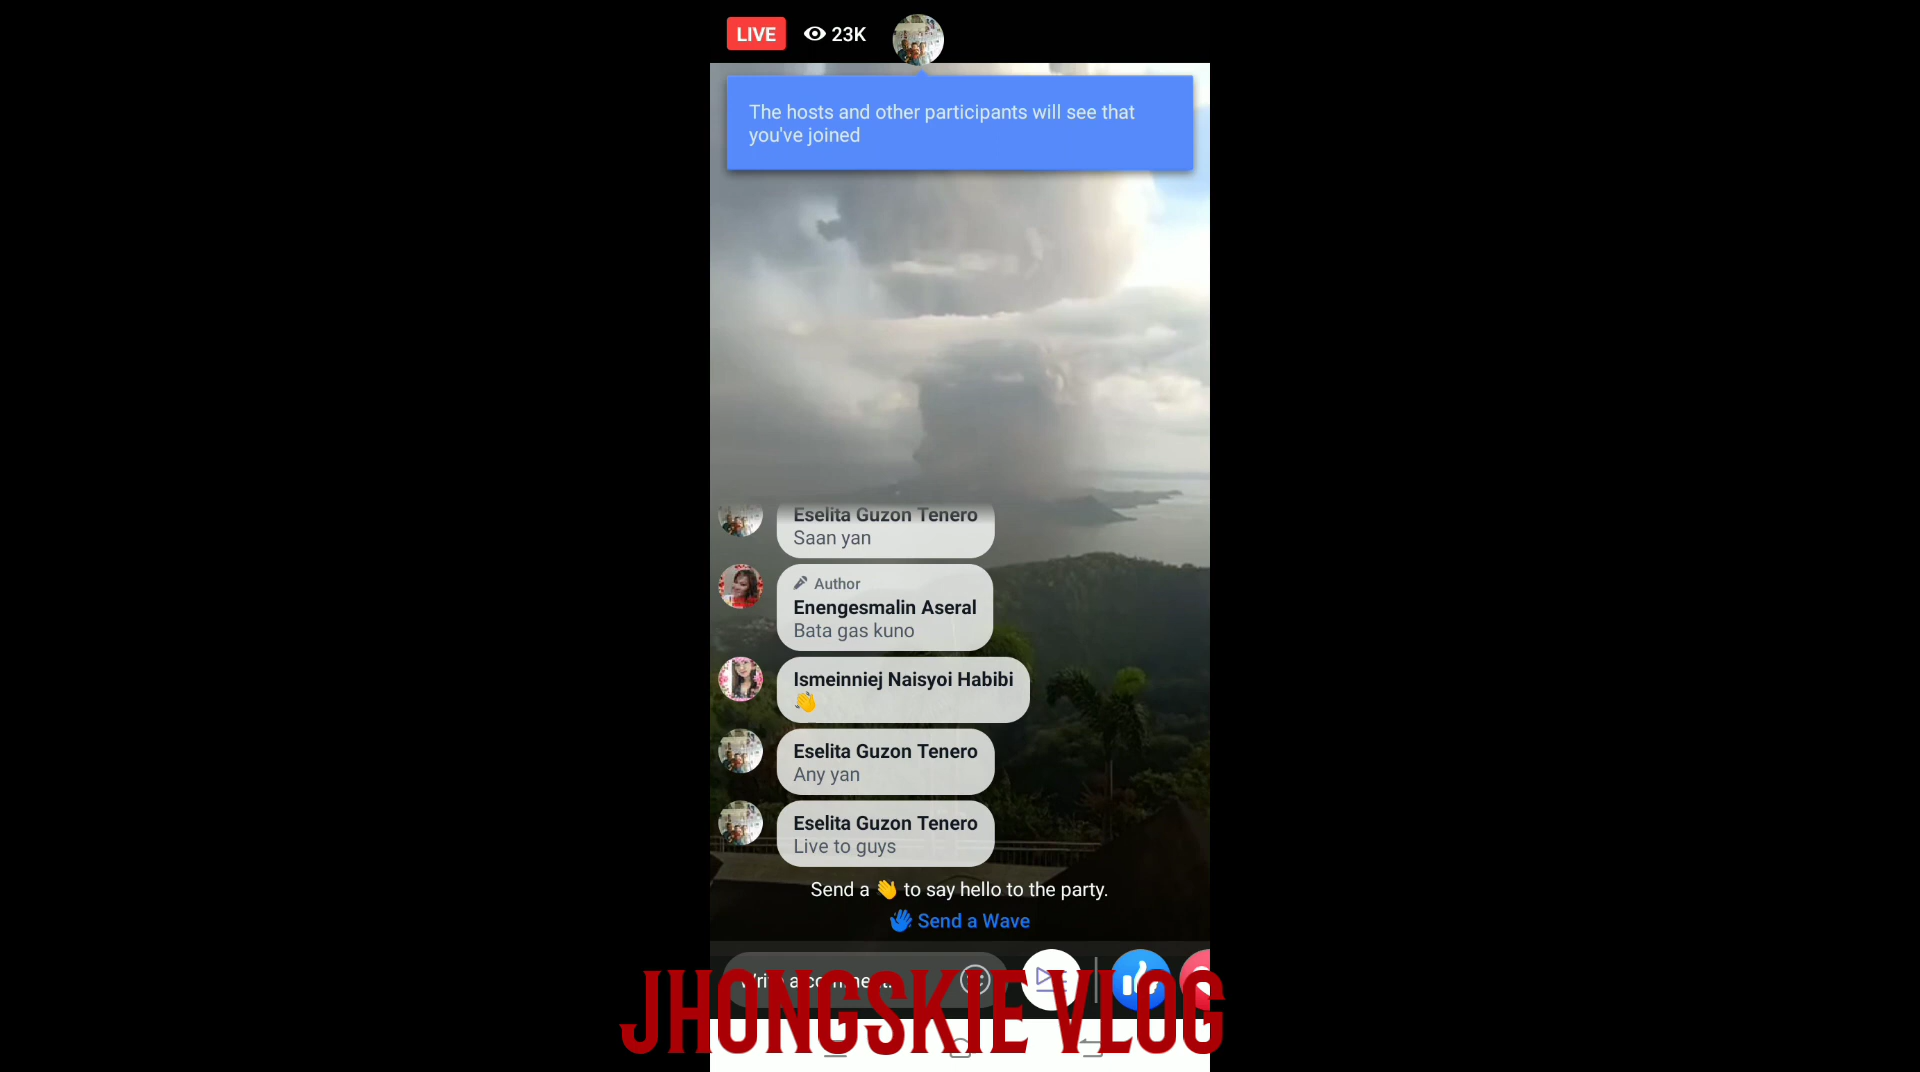 LIVE 23K
The hosts and other participants will see that
you've joined
Eselita Guzon Tenero
Saan yan
Author
Enengesmalin Aseral
Bata gas kuno
Ismeinniej Naisyoi Habibi
👋
Eselita Guzon Tenero
Any yan
Eselita Guzon Tenero
Live to guys
Send a 👋 to say hello to the party.
Send a Wave
Write a comment...
JHONGSKIE VLOG